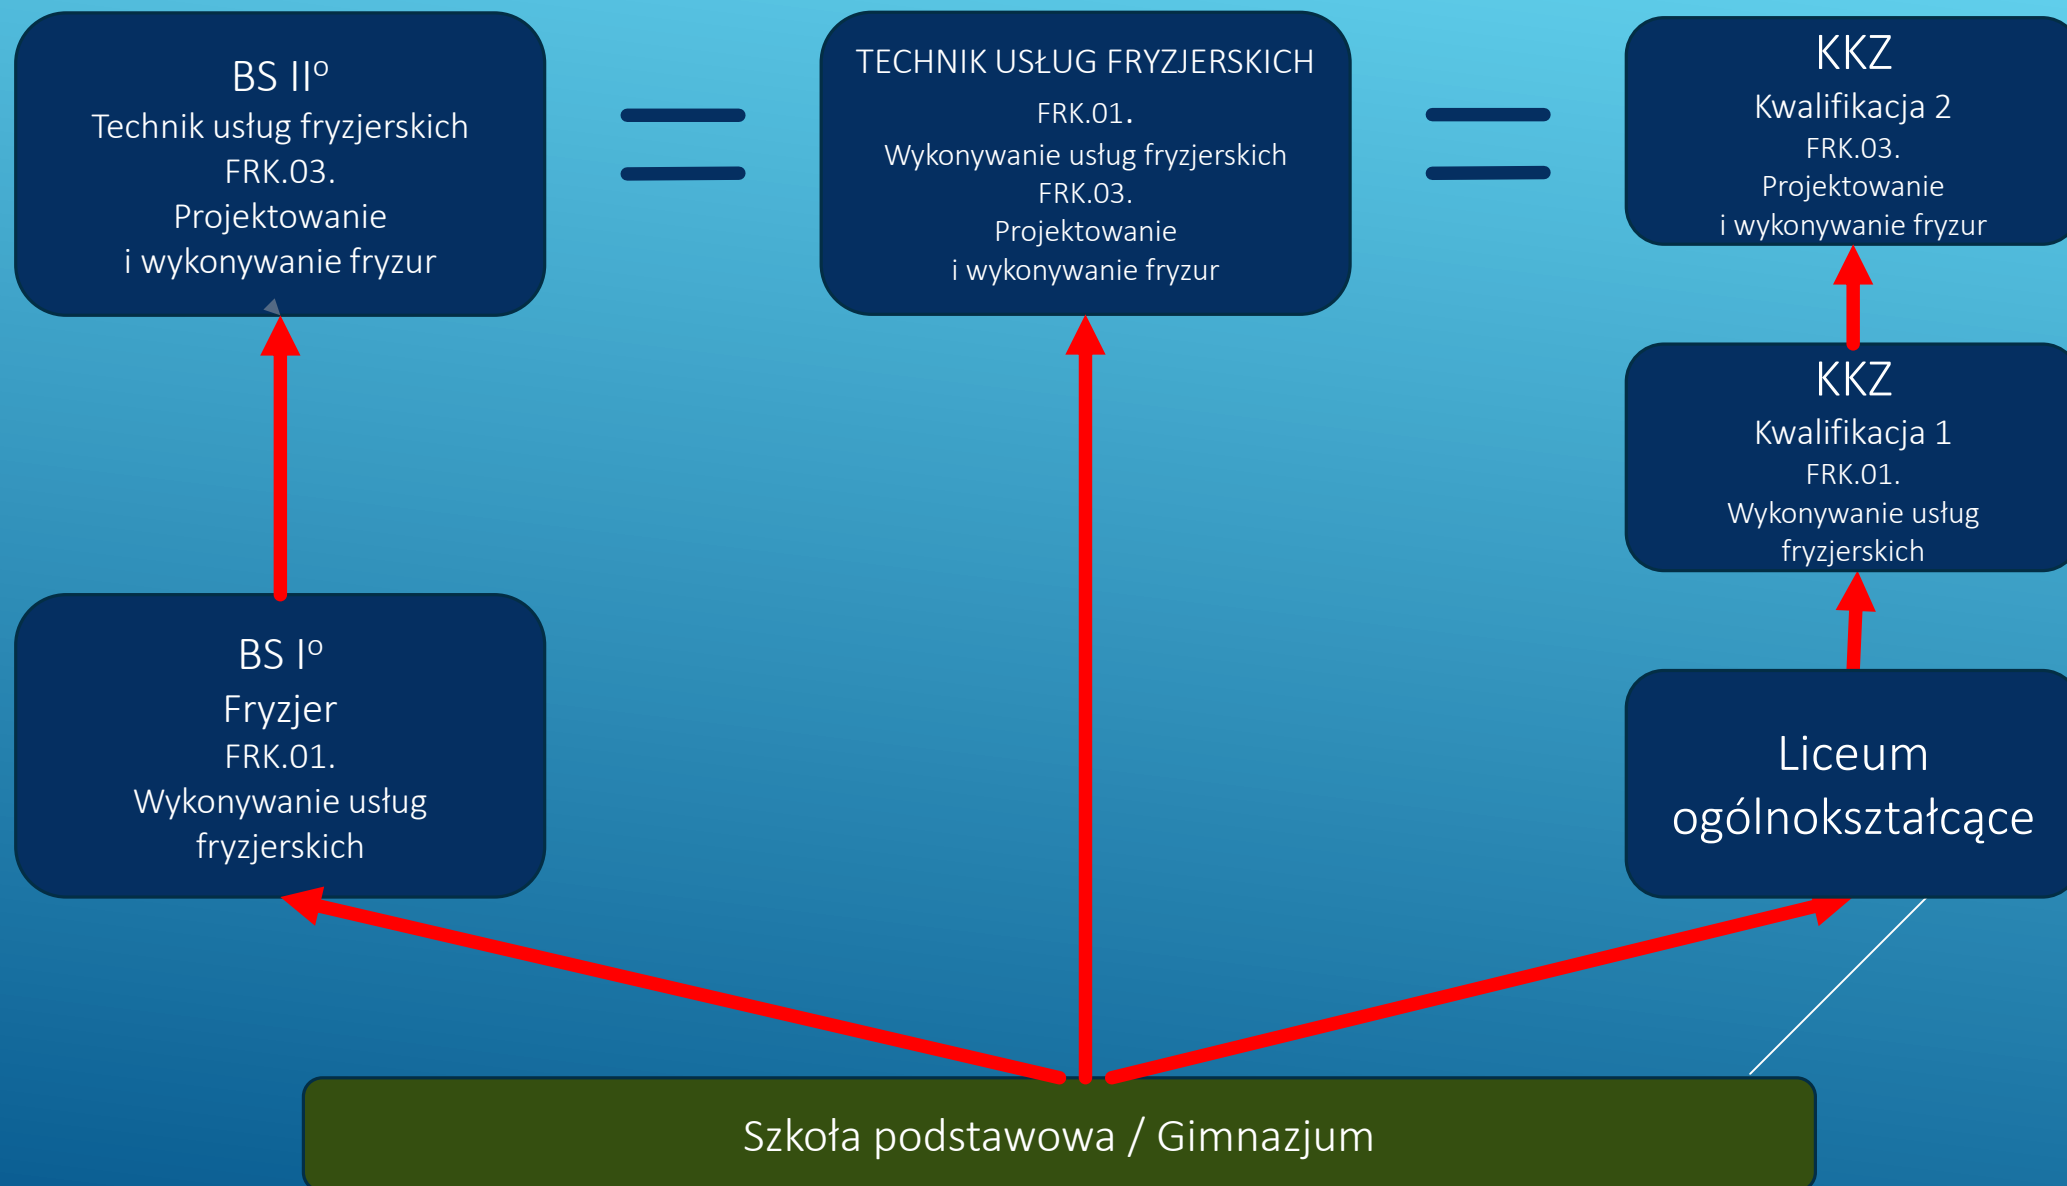 BS IIº
Technik usług fryzjerskich
FRK.03.
Projektowanie
i wykonywanie fryzur
TECHNIK USŁUG FRYZJERSKICH
FRK.01.
Wykonywanie usług fryzjerskich
FRK.03.
Projektowanie
i wykonywanie fryzur
KKZ
Kwalifikacja 2
FRK.03.
Projektowanie
i wykonywanie fryzur
KKZ
Kwalifikacja 1
FRK.01.
Wykonywanie usług
fryzjerskich
BS Iº
Fryzjer
FRK.01.
Wykonywanie usług
fryzjerskich
Liceum
ogólnokształcące
Szkoła podstawowa / Gimnazjum